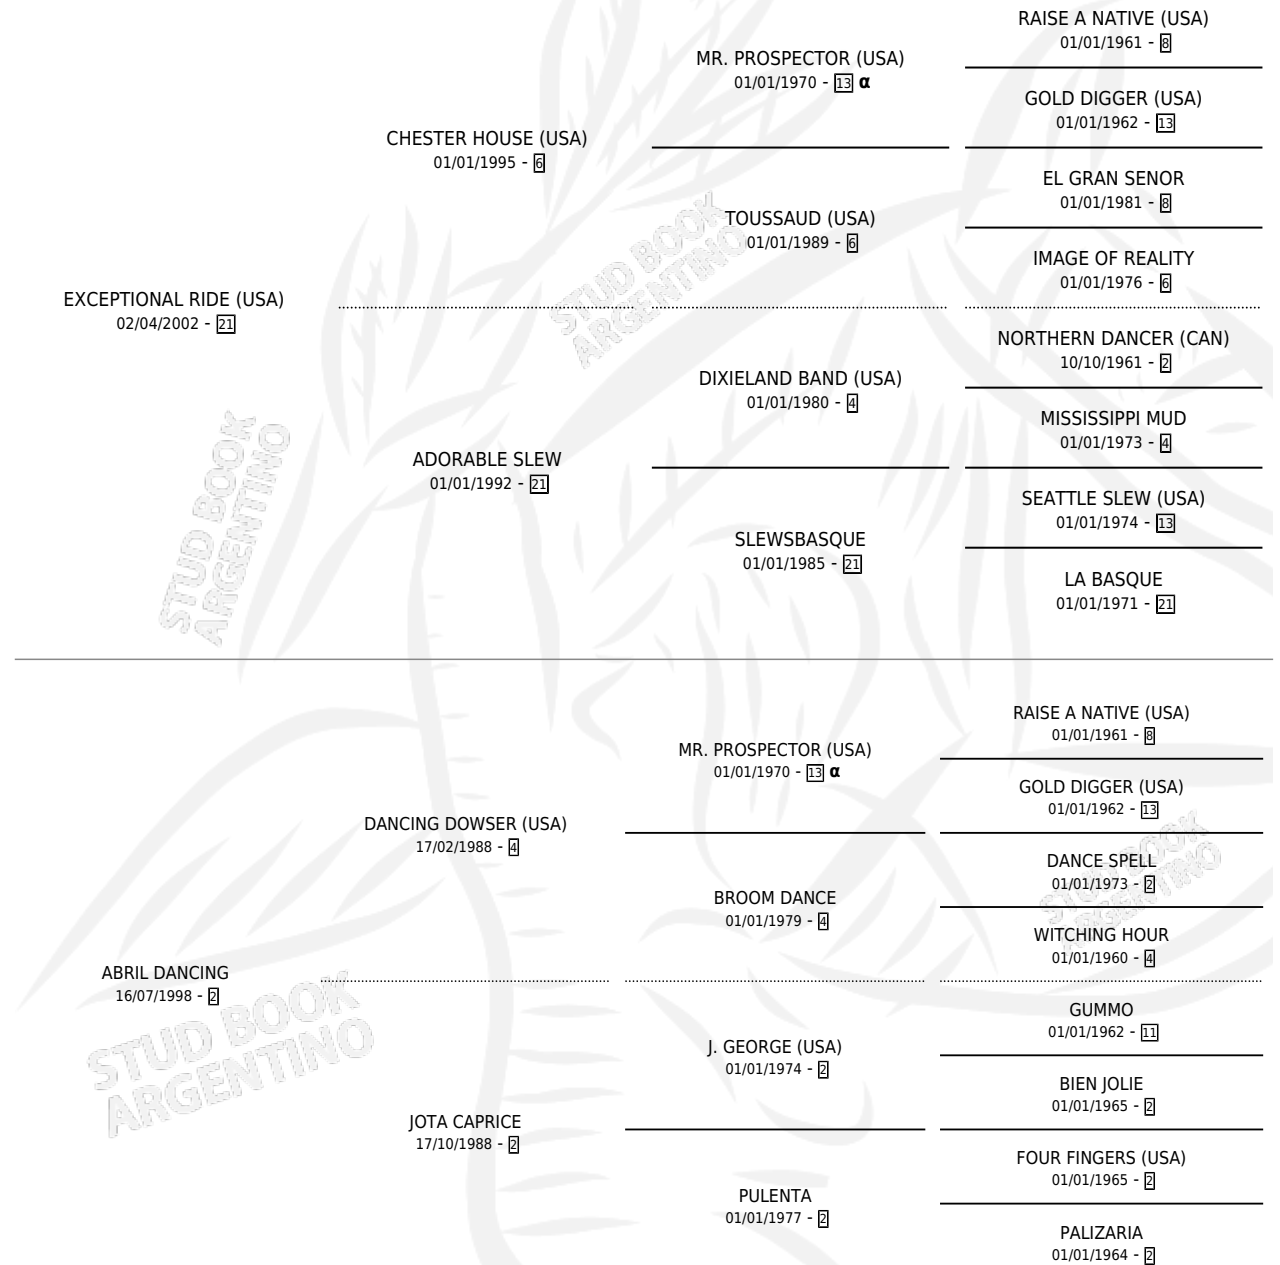 RAISE A NATIVE (USA)
01/01/1961 - 8
MR. PROSPECTOR (USA)
01/01/1970 - 13 α
GOLD DIGGER (USA)
01/01/1962 - 13
CHESTER HOUSE (USA)
01/01/1995 - 6
EL GRAN SENOR
01/01/1981 - 8
TOUSSAUD (USA)
01/01/1989 - 6
IMAGE OF REALITY
01/01/1976 - 6
EXCEPTIONAL RIDE (USA)
02/04/2002 - 21
NORTHERN DANCER (CAN)
10/10/1961 - 2
DIXIELAND BAND (USA)
01/01/1980 - 4
MISSISSIPPI MUD
01/01/1973 - 4
ADORABLE SLEW
01/01/1992 - 21
SEATTLE SLEW (USA)
01/01/1974 - 13
SLEWSBASQUE
01/01/1985 - 21
LA BASQUE
01/01/1971 - 21
RAISE A NATIVE (USA)
01/01/1961 - 8
MR. PROSPECTOR (USA)
01/01/1970 - 13 α
GOLD DIGGER (USA)
01/01/1962 - 13
DANCING DOWSER (USA)
17/02/1988 - 4
DANCE SPELL
01/01/1973 - 2
BROOM DANCE
01/01/1979 - 4
WITCHING HOUR
01/01/1960 - 4
ABRIL DANCING
16/07/1998 - 2
GUMMO
01/01/1962 - 11
J. GEORGE (USA)
01/01/1974 - 2
BIEN JOLIE
01/01/1965 - 2
JOTA CAPRICE
17/10/1988 - 2
FOUR FINGERS (USA)
01/01/1965 - 2
PULENTA
01/01/1977 - 2
PALIZARIA
01/01/1964 - 2
STUD BOOK
ARGENTINO
STUD BOOK
ARGENTINO
STUD BOOK
ARGENTINO
STUD BOOK
ARGENTINO